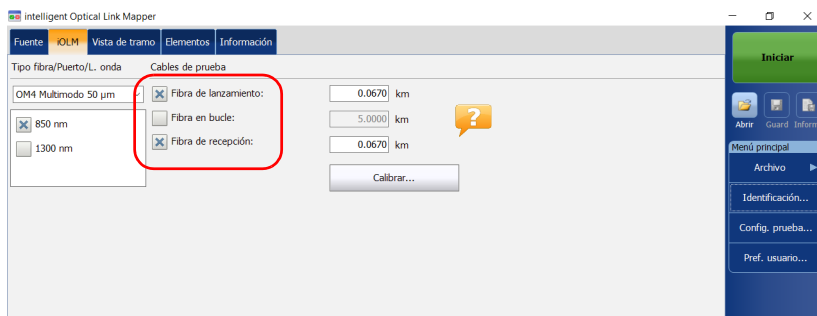 intelligent Optical Link Mapper
Fuente iOLM Vista de tramo Elementos Información
Tipo fibra/Puerto/L. onda Cables de prueba
OM4 Multimodo 50 µm Fibra de lanzamiento: 0.0670 km
850 nm Fibra en bucle: 5.0000 km
1300 nm Fibra de recepción: 0.0670 km
Calibrar...
Iniciar
Abrir Guard Inform
Menú principal
Archivo
Identificación...
Config. prueba...
Pref. usuario...